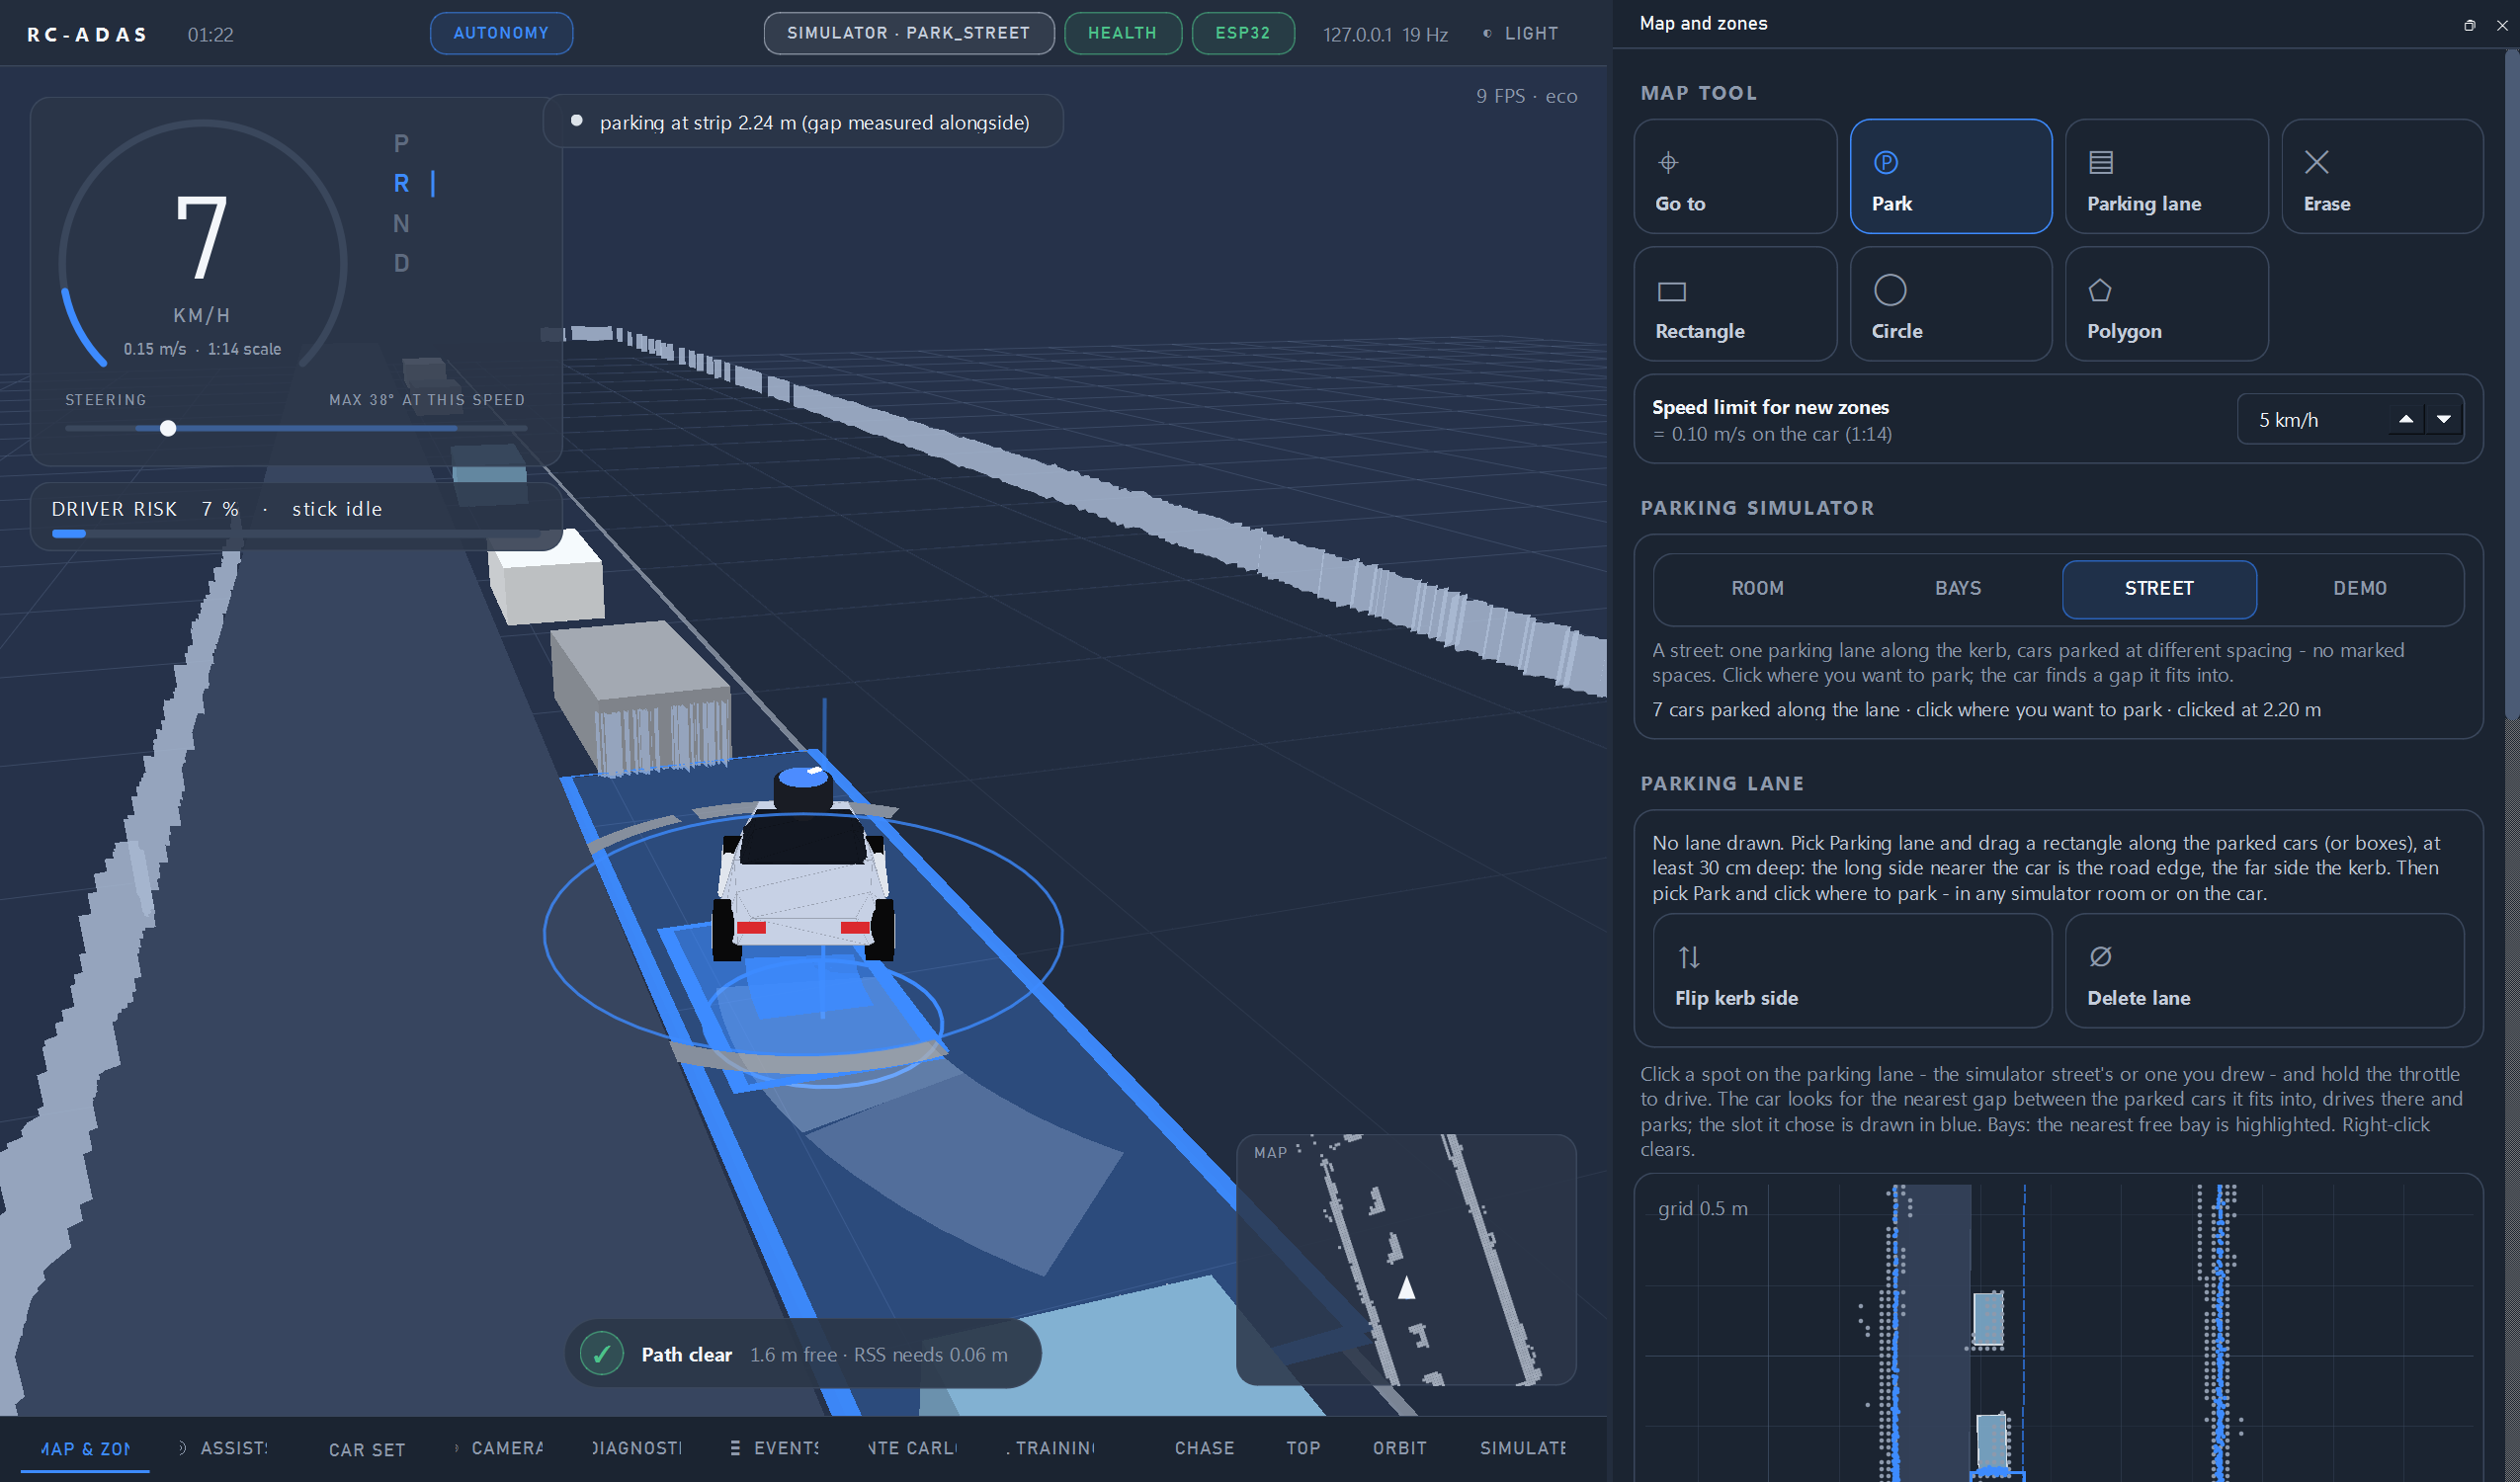 RC-ADAS
01:22
AUTONOMY
SIMULATOR · PARK_STREET
HEALTH
ESP32
127.0.0.1 19 Hz
LIGHT
9 FPS · eco
parking at strip 2.24 m (gap measured alongside)
P
R
N
D
7
KM/H
0.15 m/s · 1:14 scale
STEERING
MAX 38° AT THIS SPEED
DRIVER RISK 7 % · stick idle
MAP
Path clear 1.6 m free · RSS needs 0.06 m
CAR SET
CHASE
TOP
ORBIT
Map and zones
MAP TOOL
Go to
Park
Parking lane
Erase
Rectangle
Circle
Polygon
Speed limit for new zones
= 0.10 m/s on the car (1:14)
5 km/h
PARKING SIMULATOR
ROOM
BAYS
STREET
DEMO
A street: one parking lane along the kerb, cars parked at different spacing - no marked
spaces. Click where you want to park; the car finds a gap it fits into.
7 cars parked along the lane · click where you want to park · clicked at 2.20 m
PARKING LANE
No lane drawn. Pick Parking lane and drag a rectangle along the parked cars (or boxes), at
least 30 cm deep: the long side nearer the car is the road edge, the far side the kerb. Then
pick Park and click where to park - in any simulator room or on the car.
Flip kerb side
Delete lane
Click a spot on the parking lane - the simulator street's or one you drew - and hold the throttle
to drive. The car looks for the nearest gap between the parked cars it fits into, drives there and
parks; the slot it chose is drawn in blue. Bays: the nearest free bay is highlighted. Right-click
clears.
grid 0.5 m